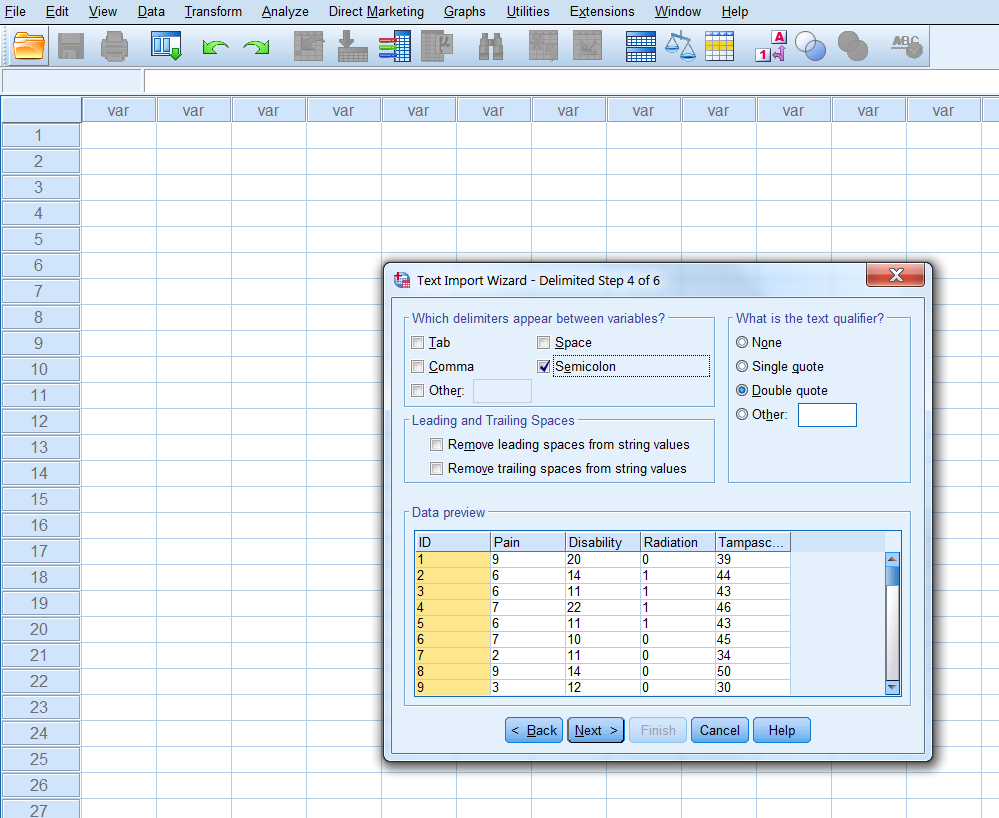 File Edit View Data Transform Analyze Direct Marketing Graphs Utilities Extensions Window Help
1 A ABC
var var var var var var var var var var var var
1
2
3
4
5
6
7
8
9
10
11
12
13
14
15
16
17
18
19
20
21
22
23
24
25
26
27
Text Import Wizard - Delimited Step 4 of 6
Which delimiters appear between variables?
Tab Space
Comma Semicolon
Other:
Leading and Trailing Spaces
Remove leading spaces from string values
Remove trailing spaces from string values
What is the text qualifier?
None
Single quote
Double quote
Other:
Data preview
ID Pain Disability Radiation Tampasc...
1 9 20 0 39
2 6 14 1 44
3 6 11 1 43
4 7 22 1 46
5 6 11 1 43
6 7 10 0 45
7 2 11 0 34
8 9 14 0 50
9 3 12 0 30
< Back Next > Finish Cancel Help